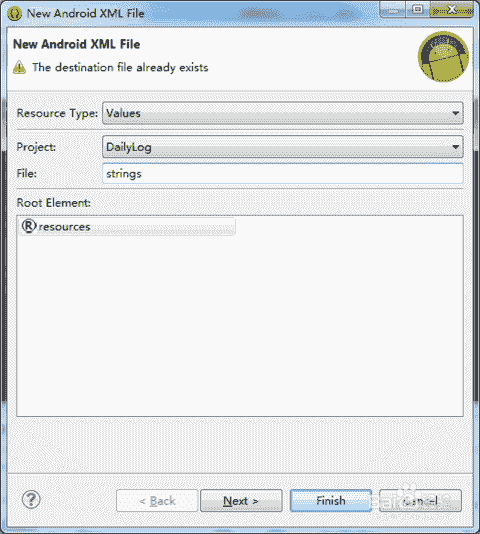 New Android XML File
New Android XML File
The destination file already exists
Resource Type: Values
Project: DailyLog
File: strings
Root Element:
R resources
? < Back Next > Finish Cancel